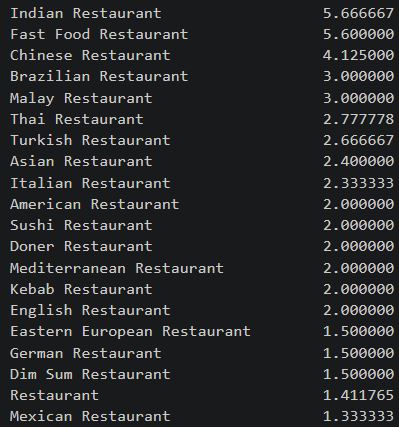 Indian Restaurant 5.666667
Fast Food Restaurant 5.600000
Chinese Restaurant 4.125000
Brazilian Restaurant 3.000000
Malay Restaurant 3.000000
Thai Restaurant 2.777778
Turkish Restaurant 2.666667
Asian Restaurant 2.400000
Italian Restaurant 2.333333
American Restaurant 2.000000
Sushi Restaurant 2.000000
Doner Restaurant 2.000000
Mediterranean Restaurant 2.000000
Kebab Restaurant 2.000000
English Restaurant 2.000000
Eastern European Restaurant 1.500000
German Restaurant 1.500000
Dim Sum Restaurant 1.500000
Restaurant 1.411765
Mexican Restaurant 1.333333